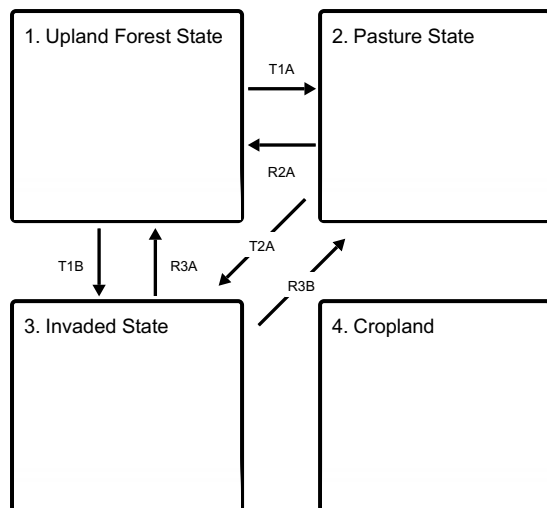 1. Upland Forest State
2. Pasture State
T1A
R2A
T1B
R3A
T2A
R3B
3. Invaded State
4. Cropland